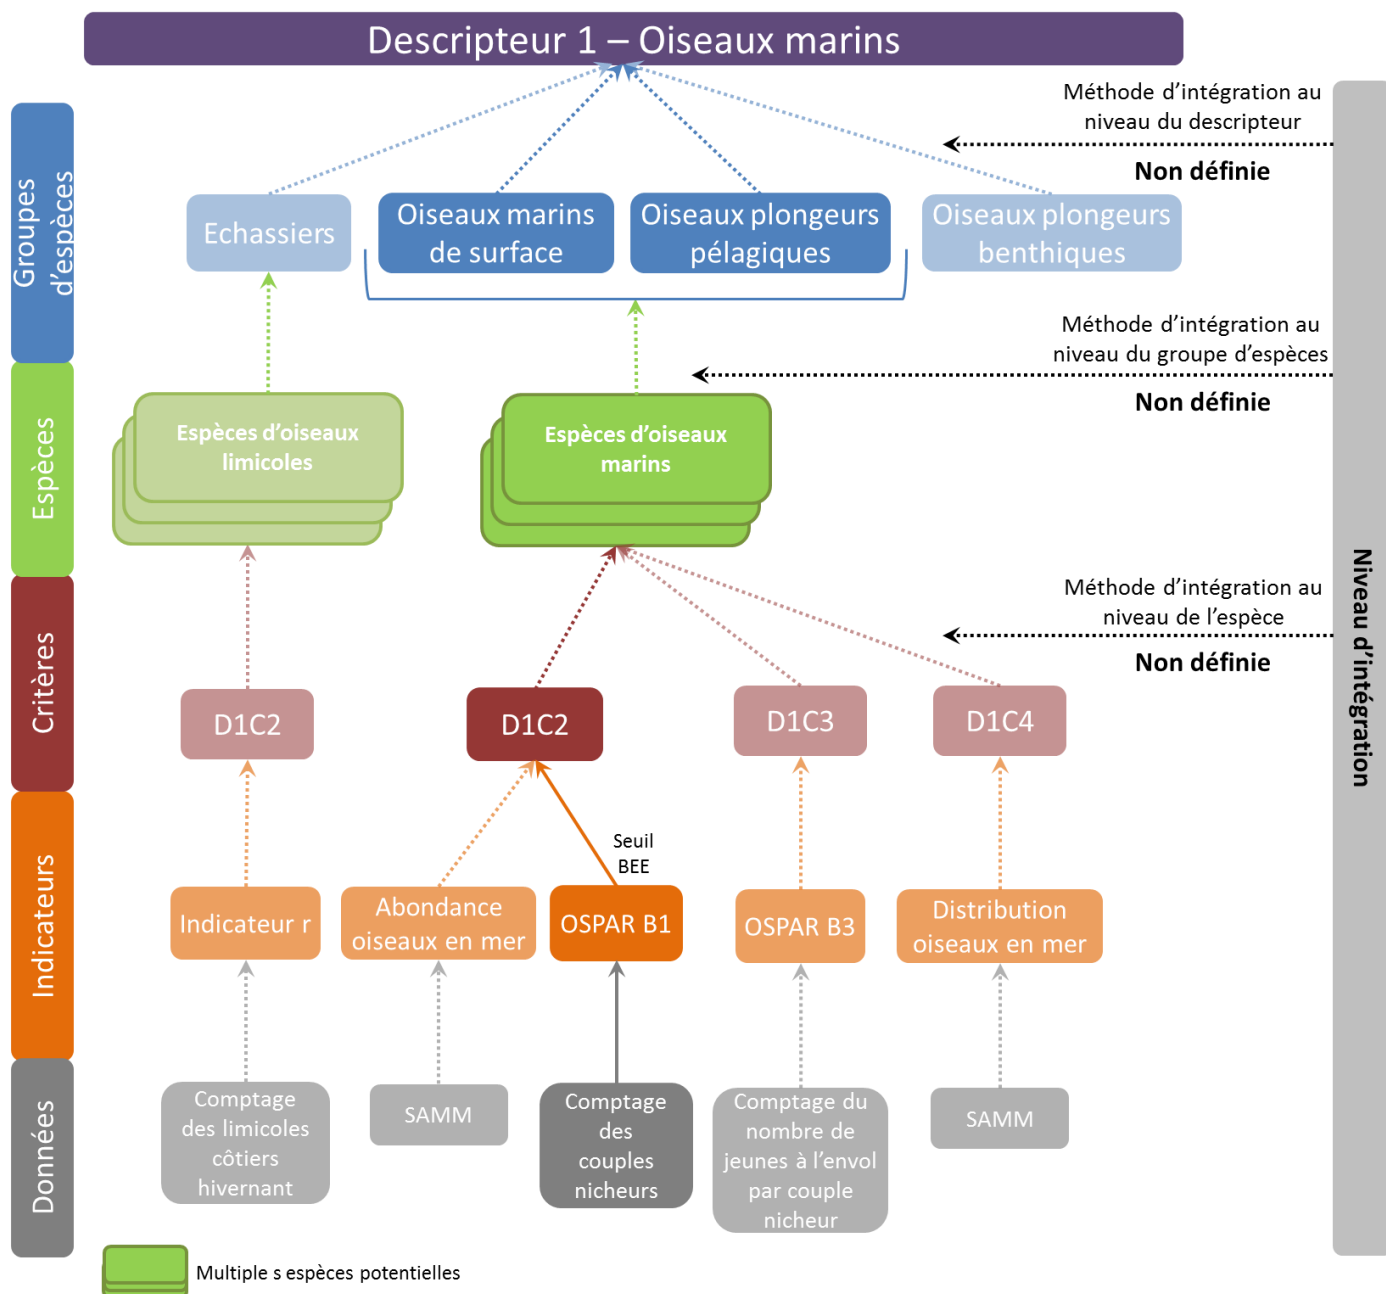 Descripteur 1 – Oiseaux marins
Méthode d’intégration au
niveau du descripteur
Non définie
Groupes
d’espèces
Echassiers
Oiseaux marins
de surface
Oiseaux plongeurs
pélagiques
Oiseaux plongeurs
benthiques
Méthode d’intégration au
niveau du groupe d’espèces
Non définie
Espèces
Espèces d’oiseaux
limicoles
Espèces d’oiseaux
marins
Méthode d’intégration au
niveau de l’espèce
Non définie
Niveau d’intégration
Critères
D1C2
D1C2
D1C3
D1C4
Seuil
BEE
Indicateurs
Indicateur r
Abondance
oiseaux en mer
OSPAR B1
OSPAR B3
Distribution
oiseaux en mer
Données
Comptage
des limicoles
côtiers
hivernant
SAMM
Comptage
des
couples
nicheurs
Comptage du
nombre de
jeunes à l’envol
par couple
nicheur
SAMM
Multiple s espèces potentielles